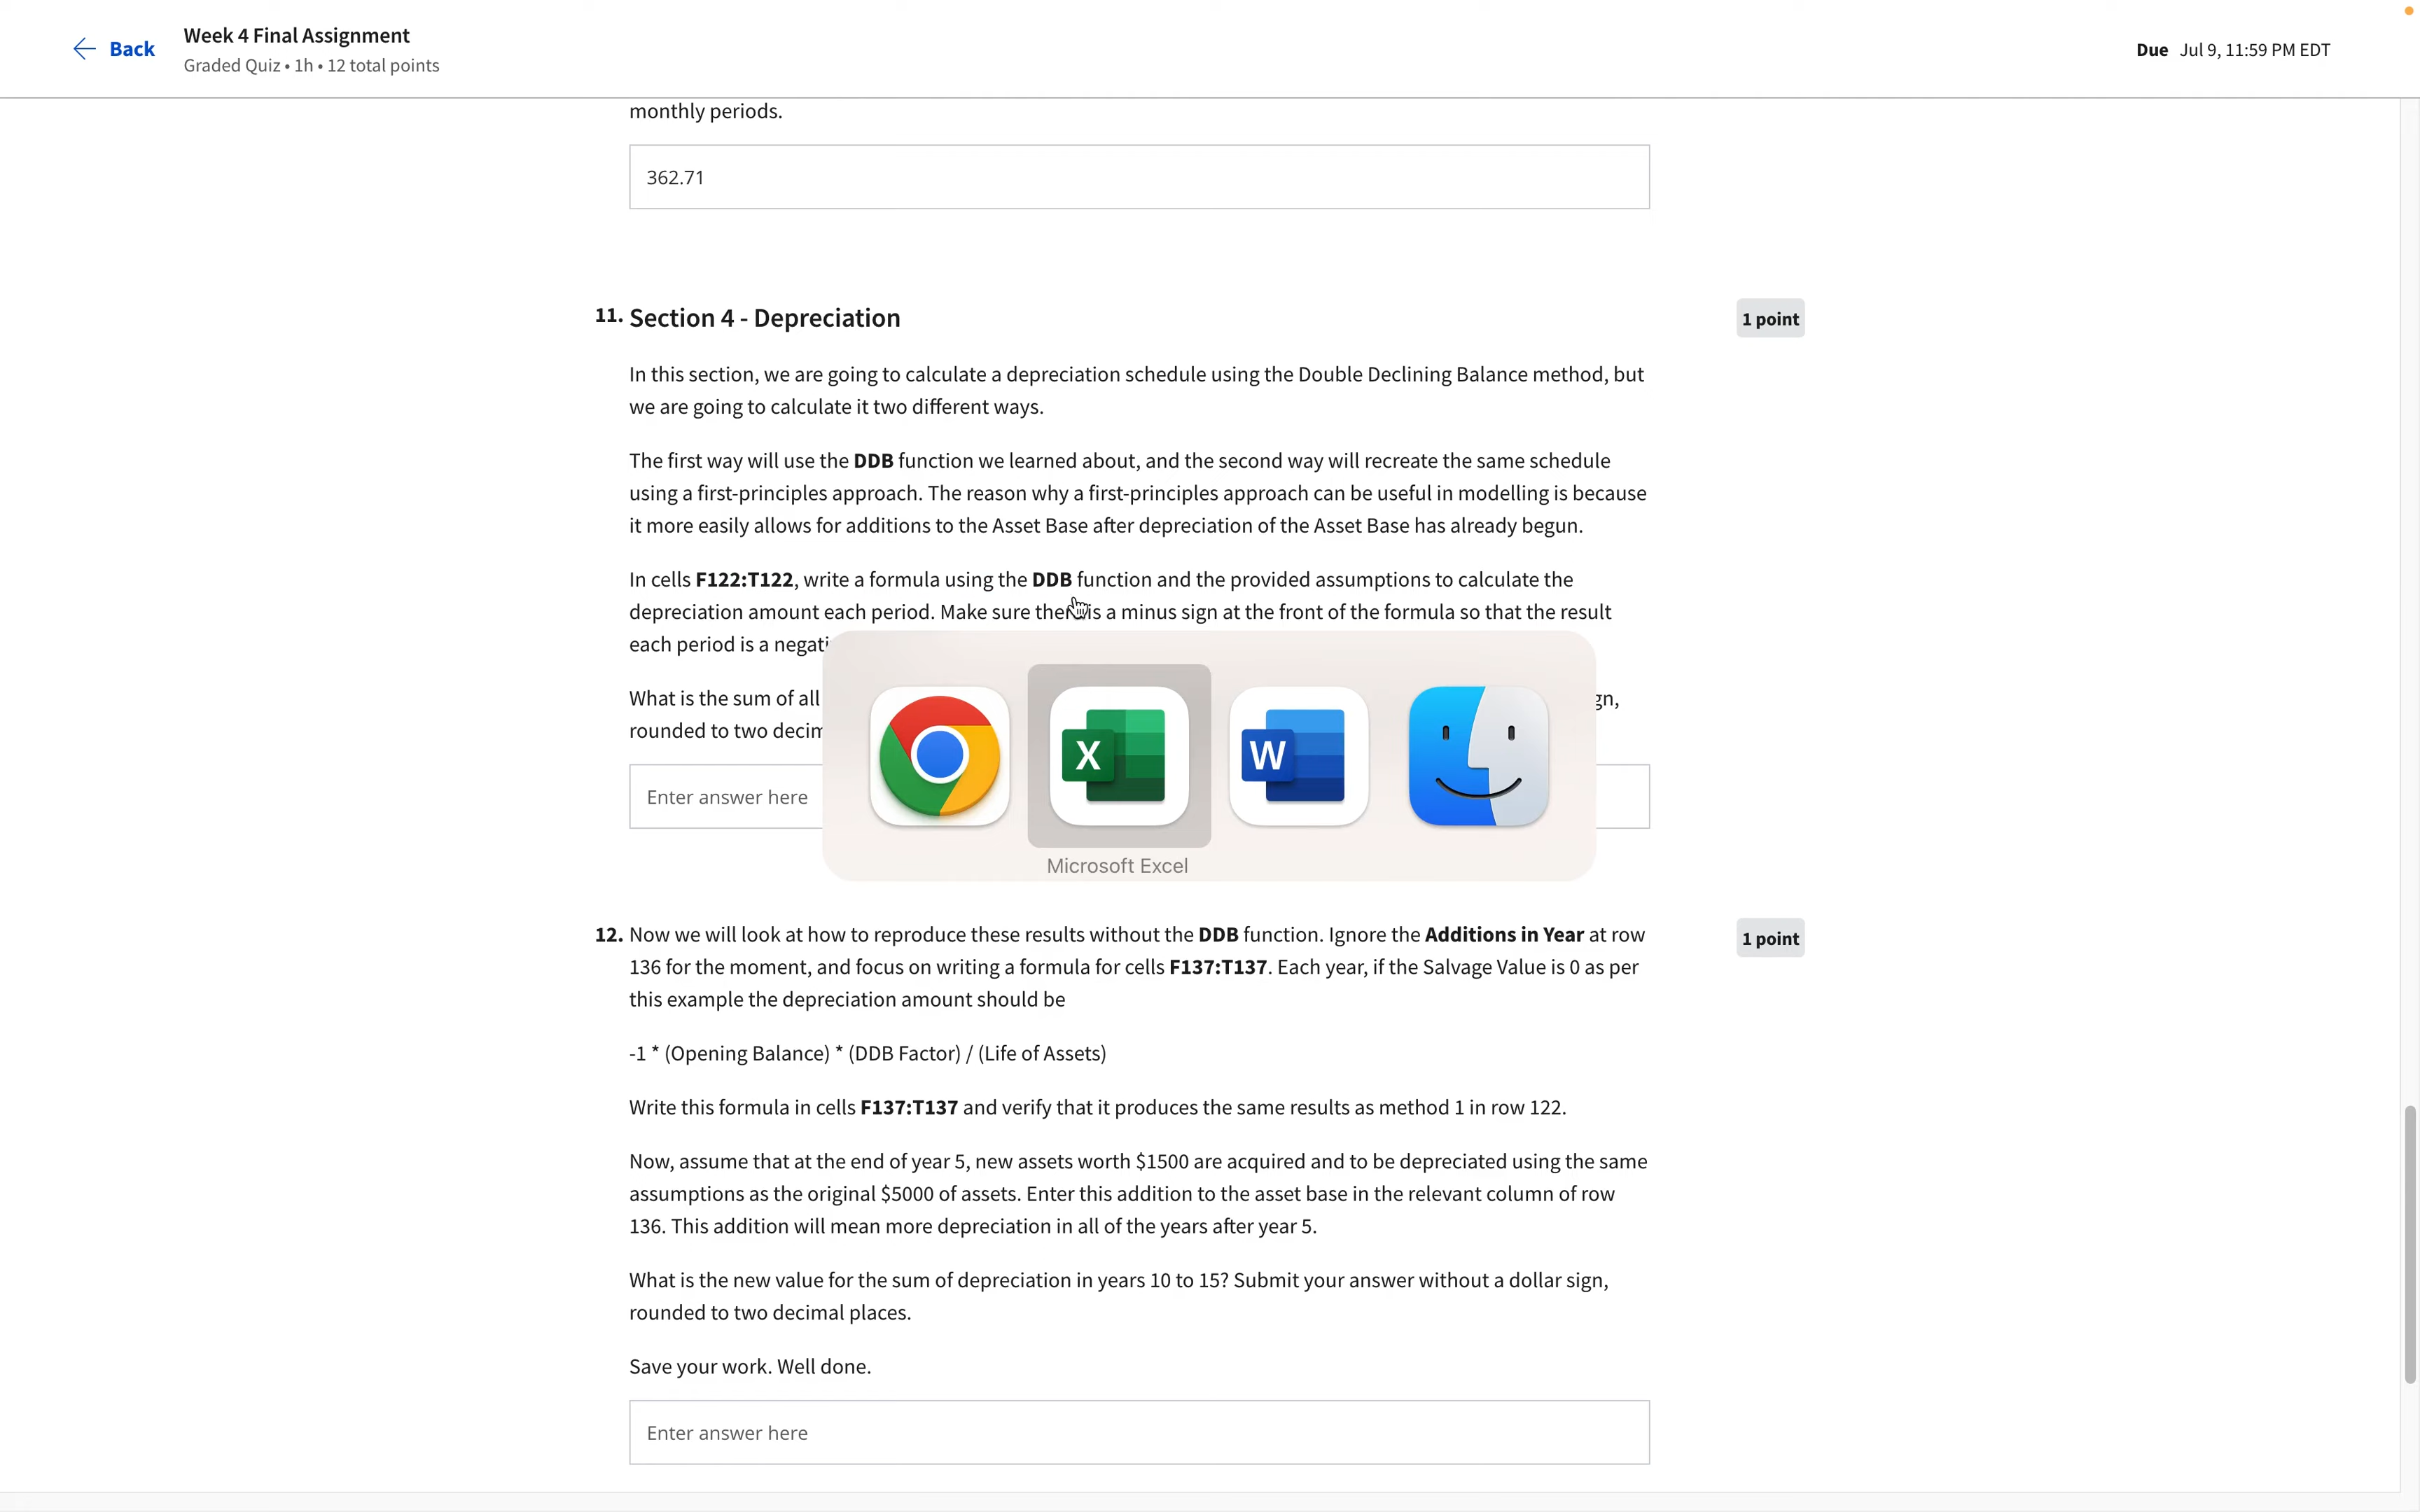 Back
Week 4 Final Assignment
Graded Quiz • 1h • 12 total points
Due Jul 9, 11:59 PM EDT
monthly periods.
362.71
11. Section 4 - Depreciation
1 point
In this section, we are going to calculate a depreciation schedule using the Double Declining Balance method, but
we are going to calculate it two different ways.
The first way will use the DDB function we learned about, and the second way will recreate the same schedule
using a first-principles approach. The reason why a first-principles approach can be useful in modelling is because
it more easily allows for additions to the Asset Base after depreciation of the Asset Base has already begun.
In cells F122:T122, write a formula using the DDB function and the provided assumptions to calculate the
depreciation amount each period. Make sure there is a minus sign at the front of the formula so that the result
each period is a
What is the sum of all
rounded to two
Enter answer here
X
W
Microsoft Excel
12. Now we will look at how to reproduce these results without the DDB function. Ignore the Additions in Year at row
1 point
136 for the moment, and focus on writing a formula for cells F137:T137. Each year, if the Salvage Value is 0 as per
this example the depreciation amount should be
-1 * (Opening Balance) * (DDB Factor) / (Life of Assets)
Write this formula in cells F137:T137 and verify that it produces the same results as method 1 in row 122.
Now, assume that at the end of year 5, new assets worth $1500 are acquired and to be depreciated using the same
assumptions as the original $5000 of assets. Enter this addition to the asset base in the relevant column of row
136. This addition will mean more depreciation in all of the years after year 5.
What is the new value for the sum of depreciation in years 10 to 15? Submit your answer without a dollar sign,
rounded to two decimal places.
Save your work. Well done.
Enter answer here